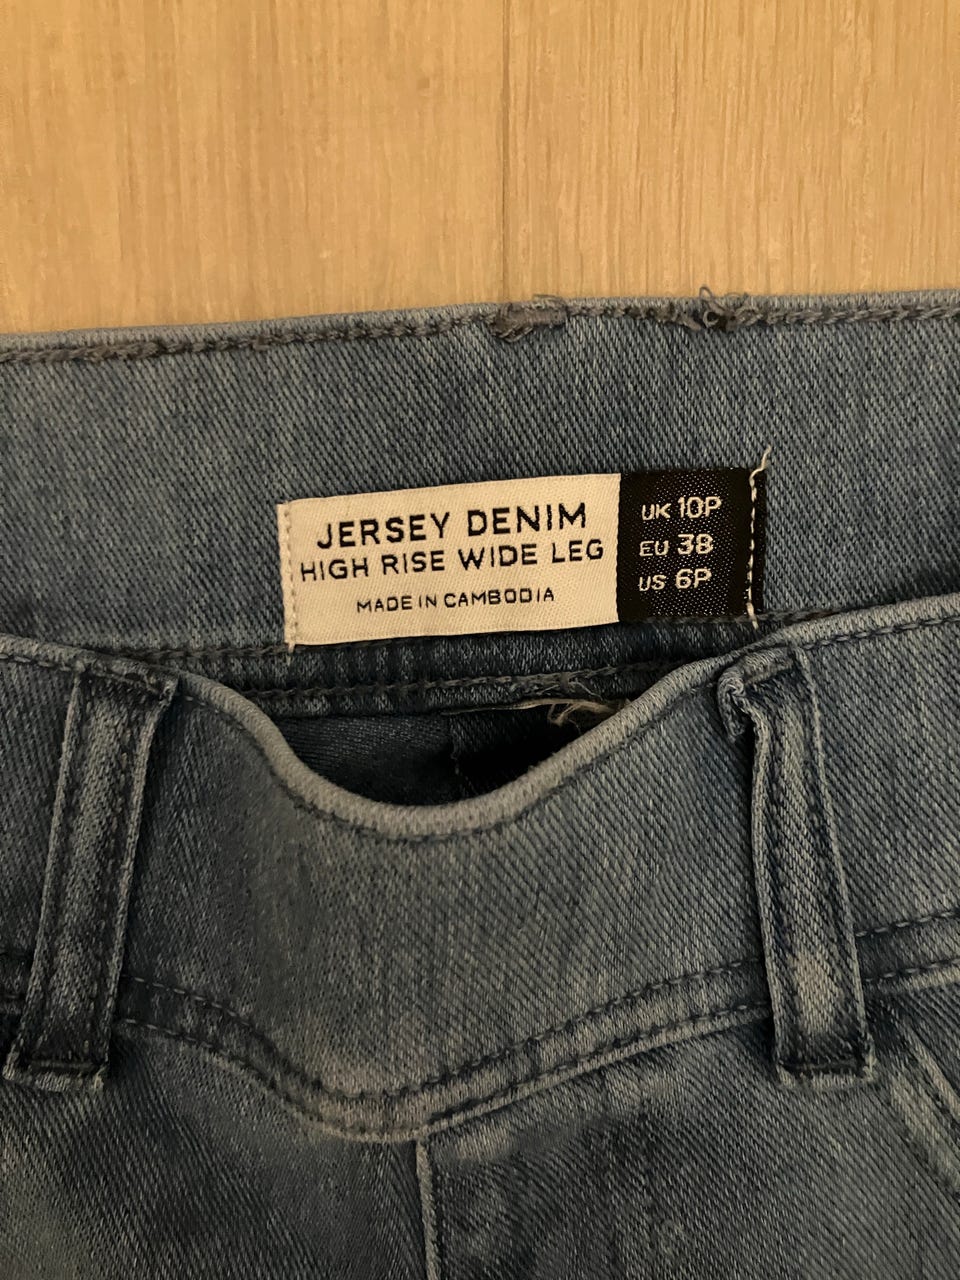 JERSEY DENIM
HIGH RISE WIDE LEG
MADE IN CAMBODIA
UK 10P
EU 38
US 6P